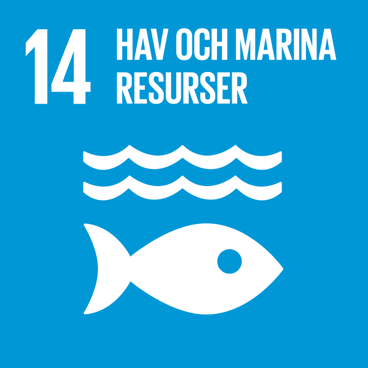 14 HAV OCH MARINA
RESURSER